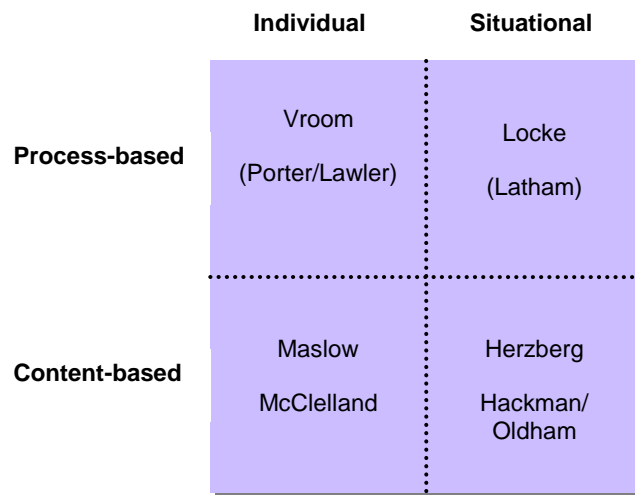 Individual
Situational
Process-based
Vroom
(Porter/Lawler)
Locke
(Latham)
Content-based
Maslow
McClelland
Herzberg
Hackman/
Oldham